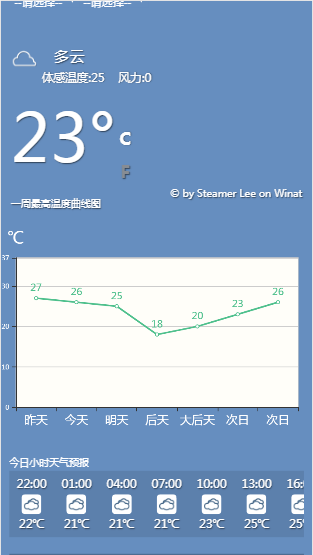 --请选择-- --请选择--
多云
体感温度:25 风力:0
23°C
F
© by Steamer Lee on Winat
一周最高温度曲线图
℃
37
30
20
10
0
27 26 25 18 20 23 26
昨天 今天 明天 后天 大后天 次日 次日
今日小时天气预报
22:00 01:00 04:00 07:00 10:00 13:00 16:0
22℃ 21℃ 21℃ 21℃ 23℃ 25℃ 25°